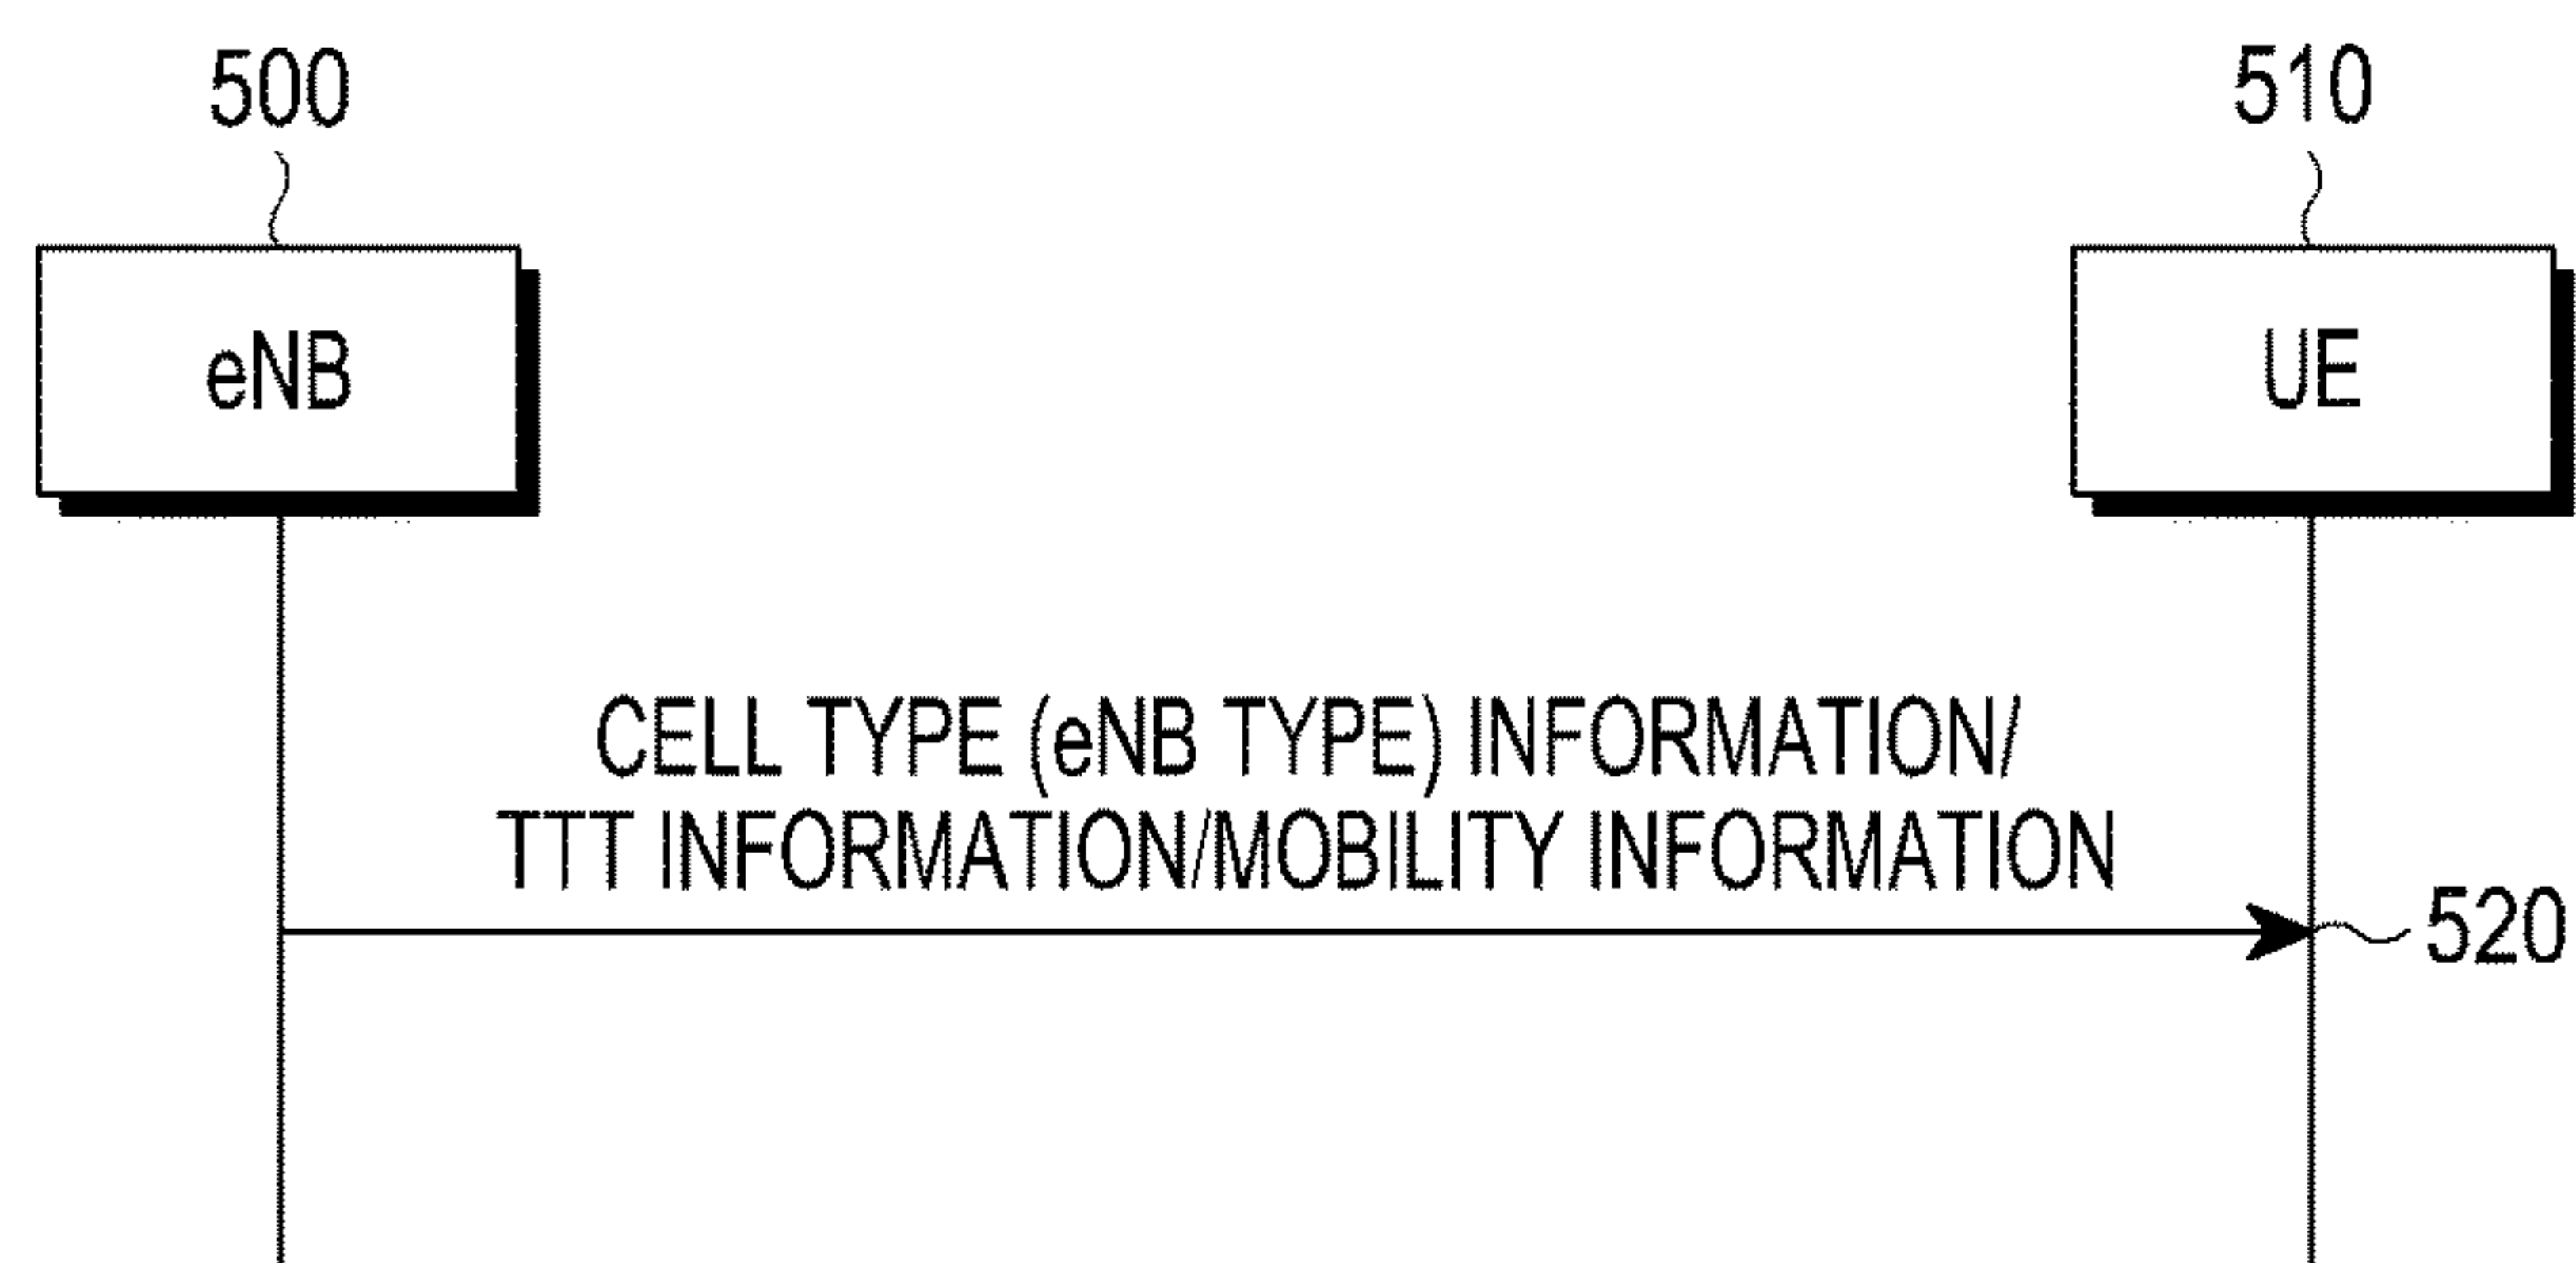 500
510
eNB
UE
CELL TYPE (eNB TYPE) INFORMATION/
TTT INFORMATION/MOBILITY INFORMATION
520